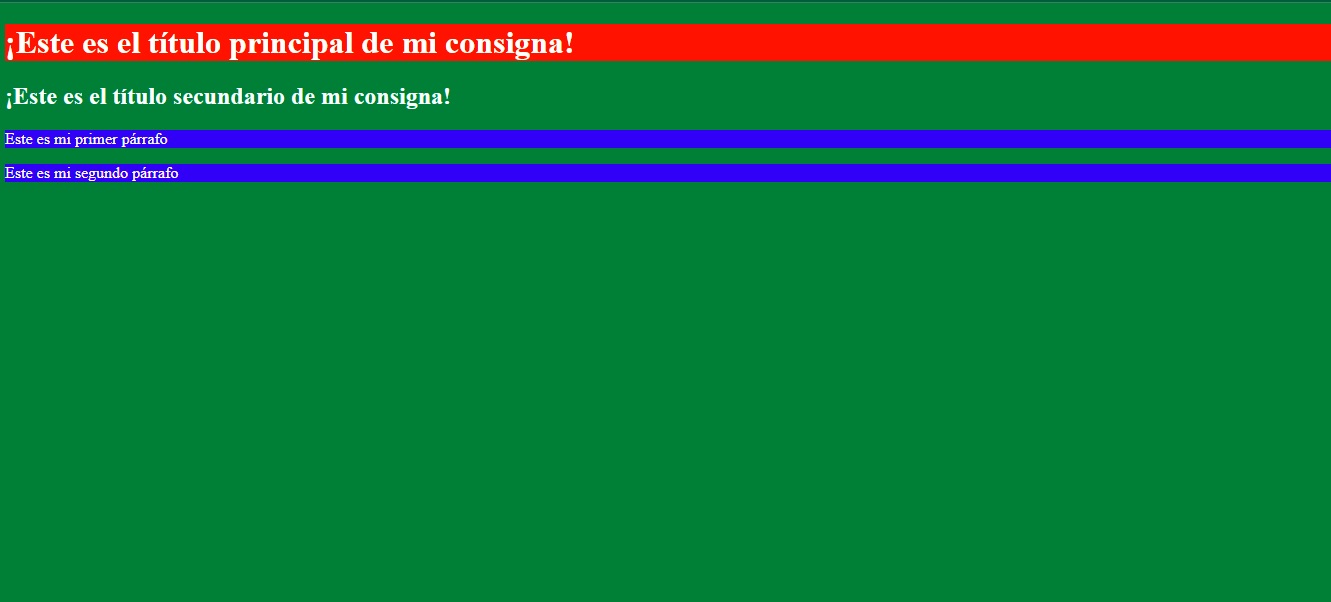 ¡Este es el título principal de mi consigna!
¡Este es el título secundario de mi consigna!
Este es mi primer párrafo
Este es mi segundo párrafo